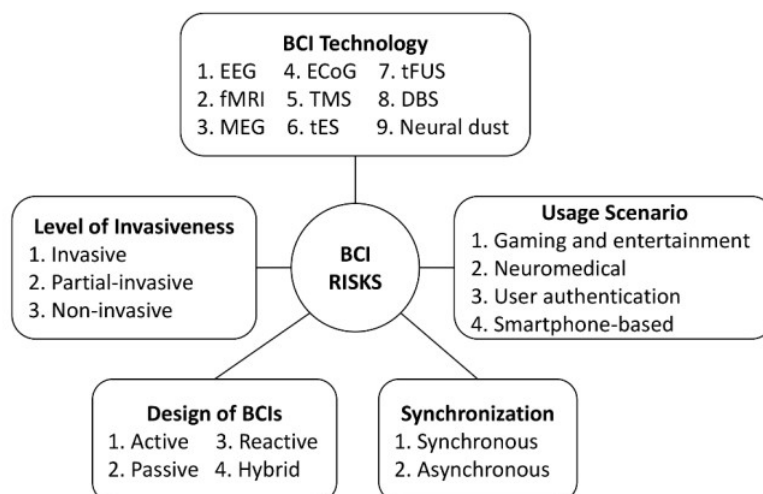 BCI Technology
1. EEG 4. ECoG 7. tFUS
2. fMRI 5. TMS 8. DBS
3. MEG 6. tES 9. Neural dust
Level of Invasiveness
1. Invasive
2. Partial-invasive
3. Non-invasive
BCI
RISKS
Usage Scenario
1. Gaming and entertainment
2. Neuromedical
3. User authentication
4. Smartphone-based
Design of BCIs
1. Active 3. Reactive
2. Passive 4. Hybrid
Synchronization
1. Synchronous
2. Asynchronous